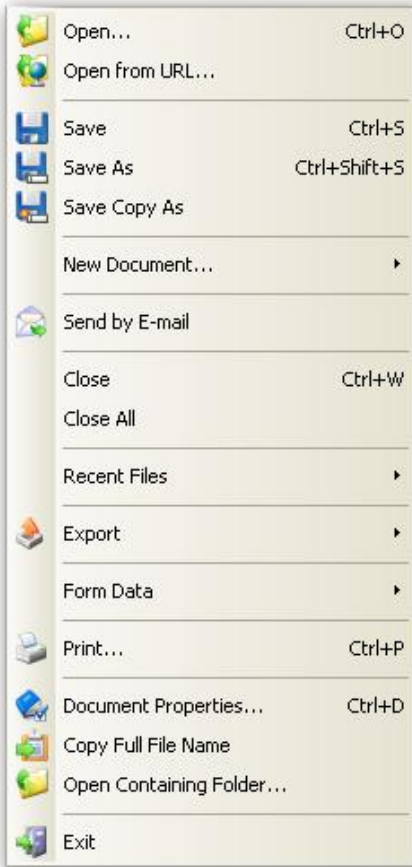 Open... Ctrl+O
Open from URL...
Save Ctrl+S
Save As Ctrl+Shift+S
Save Copy As
New Document...
Send by E-mail
Close Ctrl+W
Close All
Recent Files
Export
Form Data
Print... Ctrl+P
Document Properties... Ctrl+D
Copy Full File Name
Open Containing Folder...
Exit